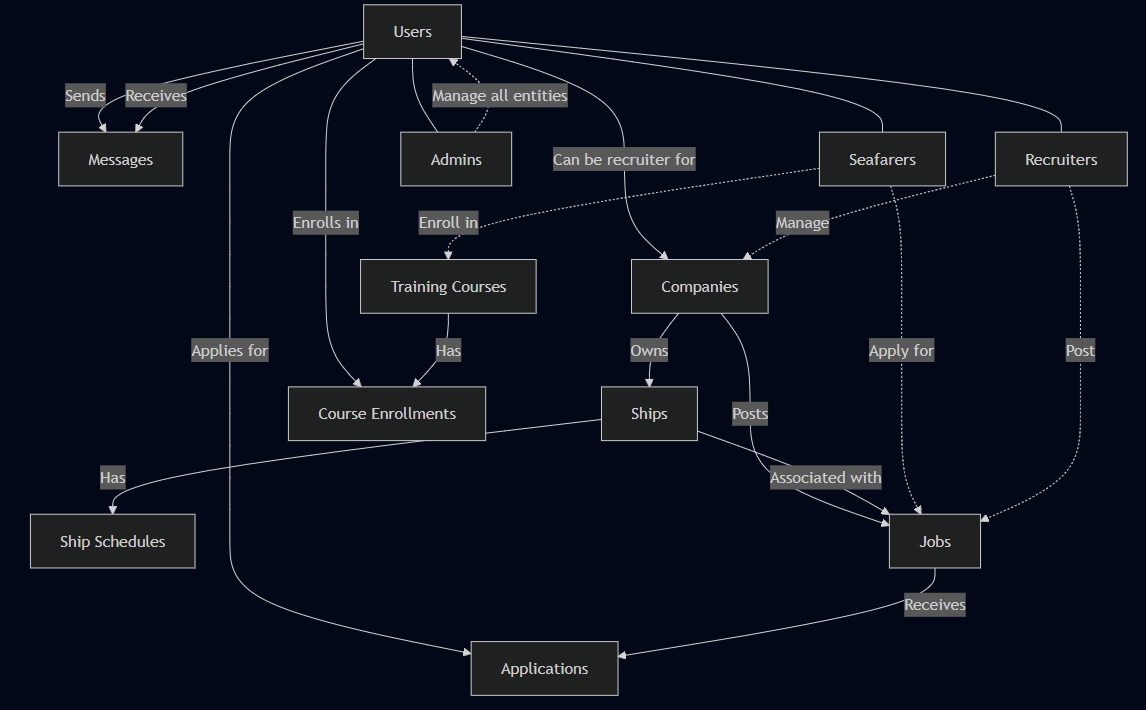 Users
Sends
Receives
Manage all entities
Messages
Admins
Can be recruiter for
Seafarers
Recruiters
Enrolls in
Enroll in
Manage
Training Courses
Companies
Applies for
Has
Owns
Apply for
Post
Course Enrollments
Ships
Posts
Has
Associated with
Ship Schedules
Jobs
Receives
Applications